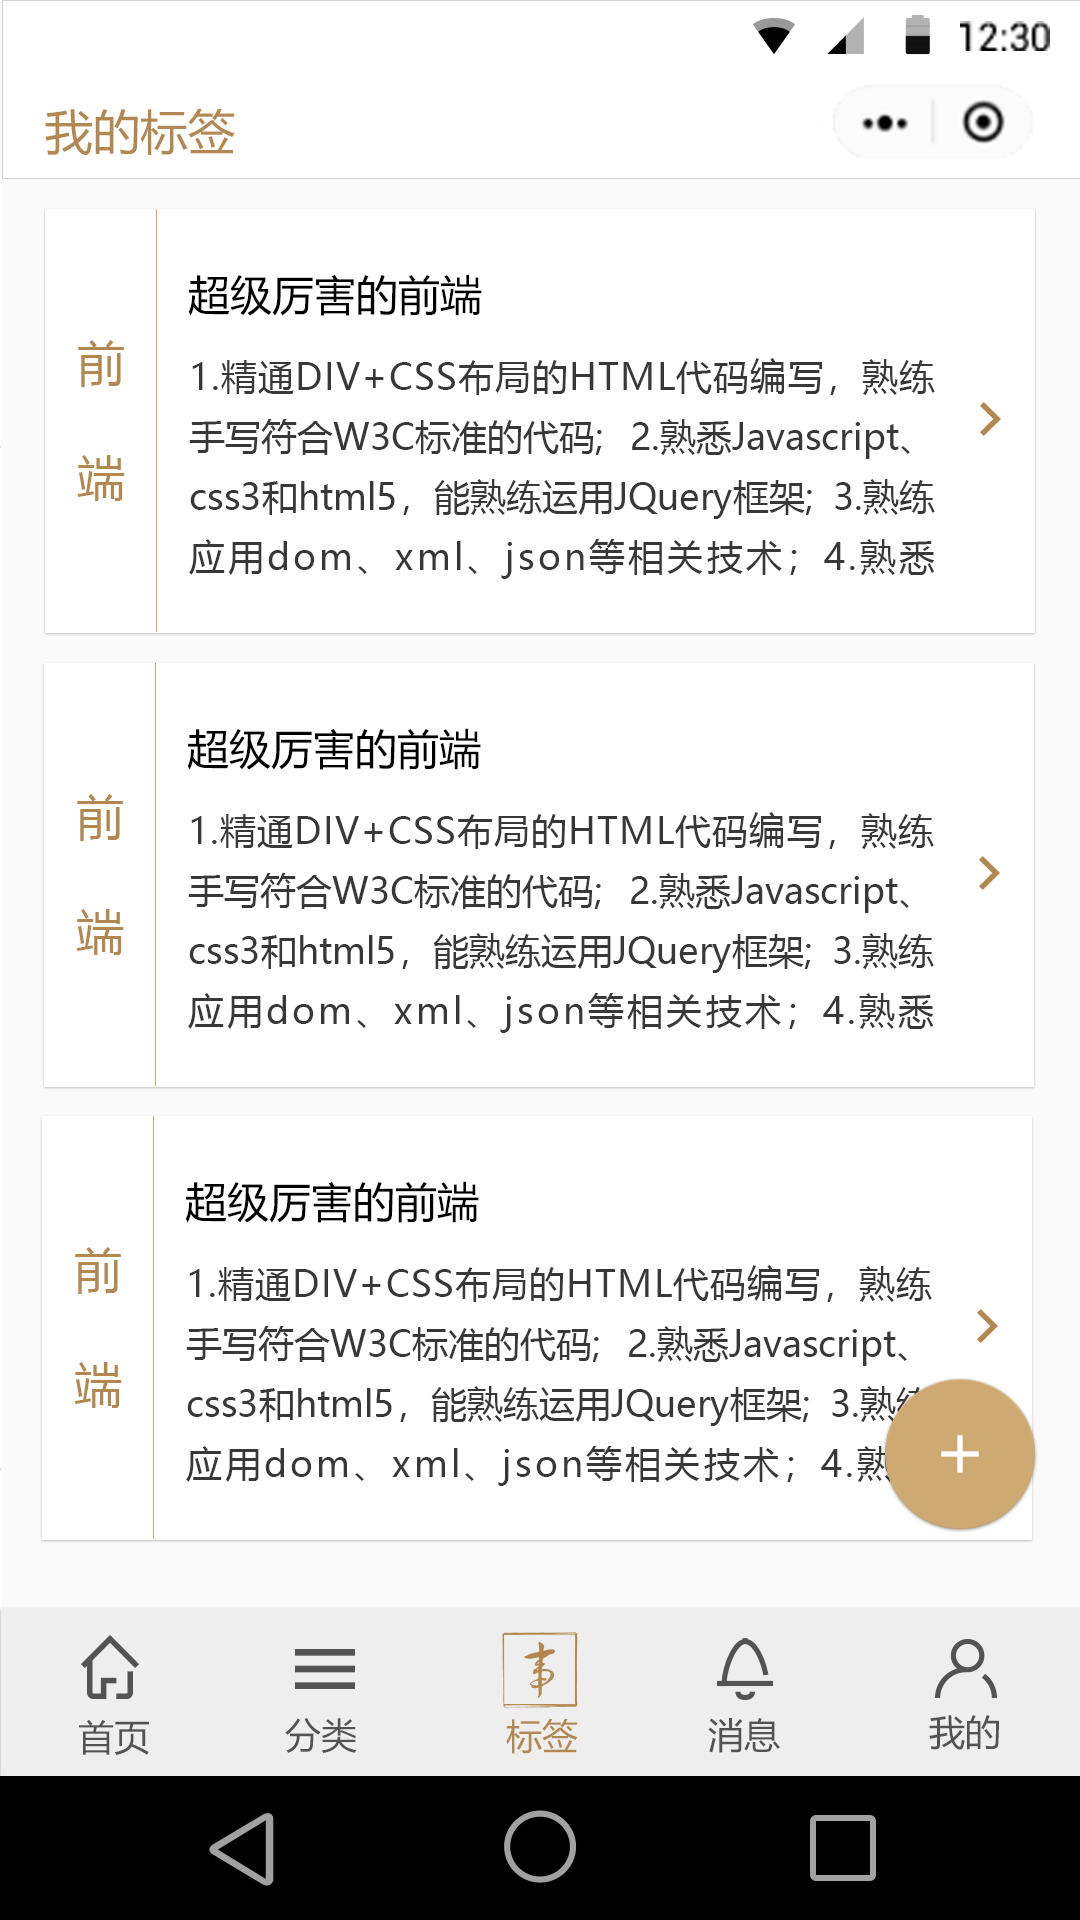 12:30
我的标签
前端
超级厉害的前端
1.精通DIV+CSS布局的HTML代码编写，熟练
手写符合W3C标准的代码；2.熟悉Javascript、
css3和html5，能熟练运用JQuery框架；3.熟练
应用dom、xml、json等相关技术；4.熟悉
前端
超级厉害的前端
1.精通DIV+CSS布局的HTML代码编写，熟练
手写符合W3C标准的代码；2.熟悉Javascript、
css3和html5，能熟练运用JQuery框架；3.熟练
应用dom、xml、json等相关技术；4.熟悉
前端
超级厉害的前端
1.精通DIV+CSS布局的HTML代码编写，熟练
手写符合W3C标准的代码；2.熟悉Javascript、
css3和html5，能熟练运用JQuery框架；3.熟练
应用dom、xml、json等相关技术；4.熟
首页
分类
标签
消息
我的